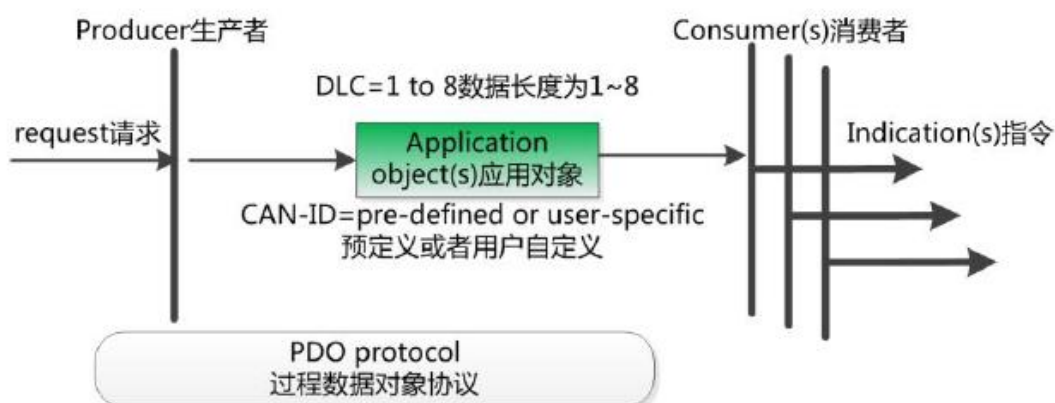 Producer生产者
Consumer(s)消费者
DLC=1 to 8数据长度为1~8
request请求
Application
object(s)应用对象
Indication(s)指令
CAN-ID=pre-defined or user-specific
预定义或者用户自定义
PDO protocol
过程数据对象协议